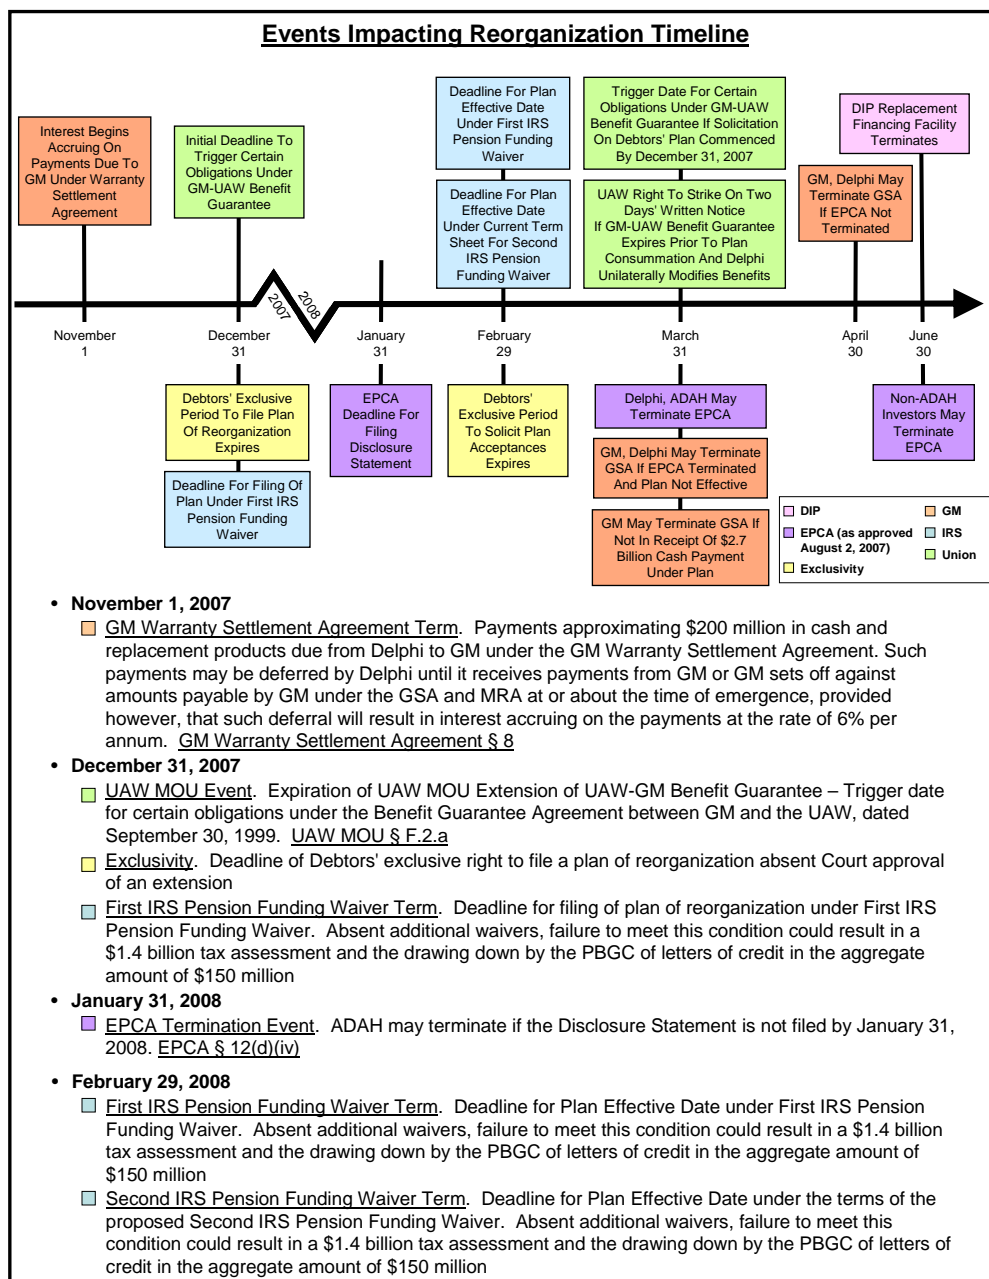 Events Impacting Reorganization Timeline
Interest Begins
Accruing On
Payments Due To
GM Under Warranty
Settlement
Agreement
Initial Deadline To
Trigger Certain
Obligations Under
GM-UAW Benefit
Guarantee
Deadline For Plan
Effective Date
Under First IRS
Pension Funding
Waiver
Deadline For Plan
Effective Date
Under Current Term
Sheet For Second
IRS Pension
Funding Waiver
Trigger Date For Certain
Obligations Under GM-UAW
Benefit Guarantee If Solicitation
On Debtors' Plan Commenced
By December 31, 2007
UAW Right To Strike On Two
Days' Written Notice
If GM-UAW Benefit Guarantee
Expires Prior To Plan
Consummation And Delphi
Unilaterally Modifies Benefits
GM, Delphi May
Terminate GSA
If EPCA Not
Terminated
DIP Replacement
Financing Facility
Terminates
2007
2008
November
1
December
31
January
31
February
29
March
31
April
30
June
30
Debtors' Exclusive
Period To File Plan
Of Reorganization
Expires
Deadline For Filing Of
Plan Under First IRS
Pension Funding
Waiver
EPCA
Deadline For
Filing
Disclosure
Statement
Debtors'
Exclusive Period
To Solicit Plan
Acceptances
Expires
Delphi, ADAH May
Terminate EPCA
GM, Delphi May Terminate
GSA If EPCA Terminated
And Plan Not Effective
GM May Terminate GSA If
Not In Receipt Of $2.7
Billion Cash Payment
Under Plan
Non-ADAH
Investors May
Terminate
EPCA
DIP
EPCA (as approved
August 2, 2007)
Exclusivity
GM
IRS
Union
• November 1, 2007
GM Warranty Settlement Agreement Term. Payments approximating $200 million in cash and
replacement products due from Delphi to GM under the GM Warranty Settlement Agreement. Such
payments may be deferred by Delphi until it receives payments from GM or GM sets off against
amounts payable by GM under the GSA and MRA at or about the time of emergence, provided
however, that such deferral will result in interest accruing on the payments at the rate of 6% per
annum. GM Warranty Settlement Agreement § 8
• December 31, 2007
UAW MOU Event. Expiration of UAW MOU Extension of UAW-GM Benefit Guarantee – Trigger date
for certain obligations under the Benefit Guarantee Agreement between GM and the UAW, dated
September 30, 1999. UAW MOU § F.2.a
Exclusivity. Deadline of Debtors' exclusive right to file a plan of reorganization absent Court approval
of an extension
First IRS Pension Funding Waiver Term. Deadline for filing of plan of reorganization under First IRS
Pension Funding Waiver. Absent additional waivers, failure to meet this condition could result in a
$1.4 billion tax assessment and the drawing down by the PBGC of letters of credit in the aggregate
amount of $150 million
• January 31, 2008
EPCA Termination Event. ADAH may terminate if the Disclosure Statement is not filed by January 31,
2008. EPCA § 12(d)(iv)
• February 29, 2008
First IRS Pension Funding Waiver Term. Deadline for Plan Effective Date under First IRS Pension
Funding Waiver. Absent additional waivers, failure to meet this condition could result in a $1.4 billion
tax assessment and the drawing down by the PBGC of letters of credit in the aggregate amount of
$150 million
Second IRS Pension Funding Waiver Term. Deadline for Plan Effective Date under the terms of the
proposed Second IRS Pension Funding Waiver. Absent additional waivers, failure to meet this
condition could result in a $1.4 billion tax assessment and the drawing down by the PBGC of letters of
credit in the aggregate amount of $150 million